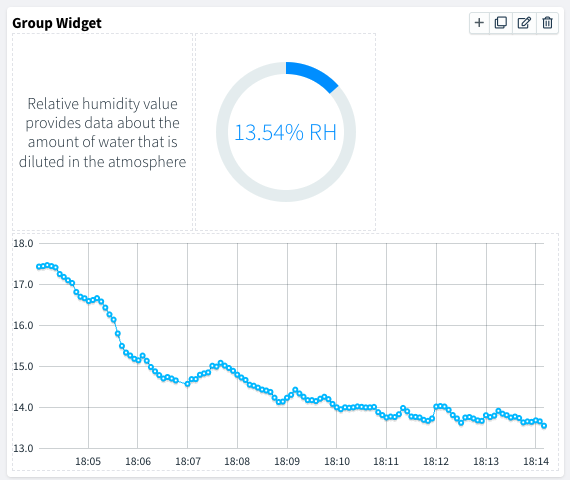 Group Widget
Relative humidity value
provides data about the
amount of water that is
diluted in the atmosphere
13.54% RH
18.0
17.0
16.0
15.0
14.0
13.0
18:05 18:06 18:07 18:08 18:09 18:10 18:11 18:12 18:13 18:14